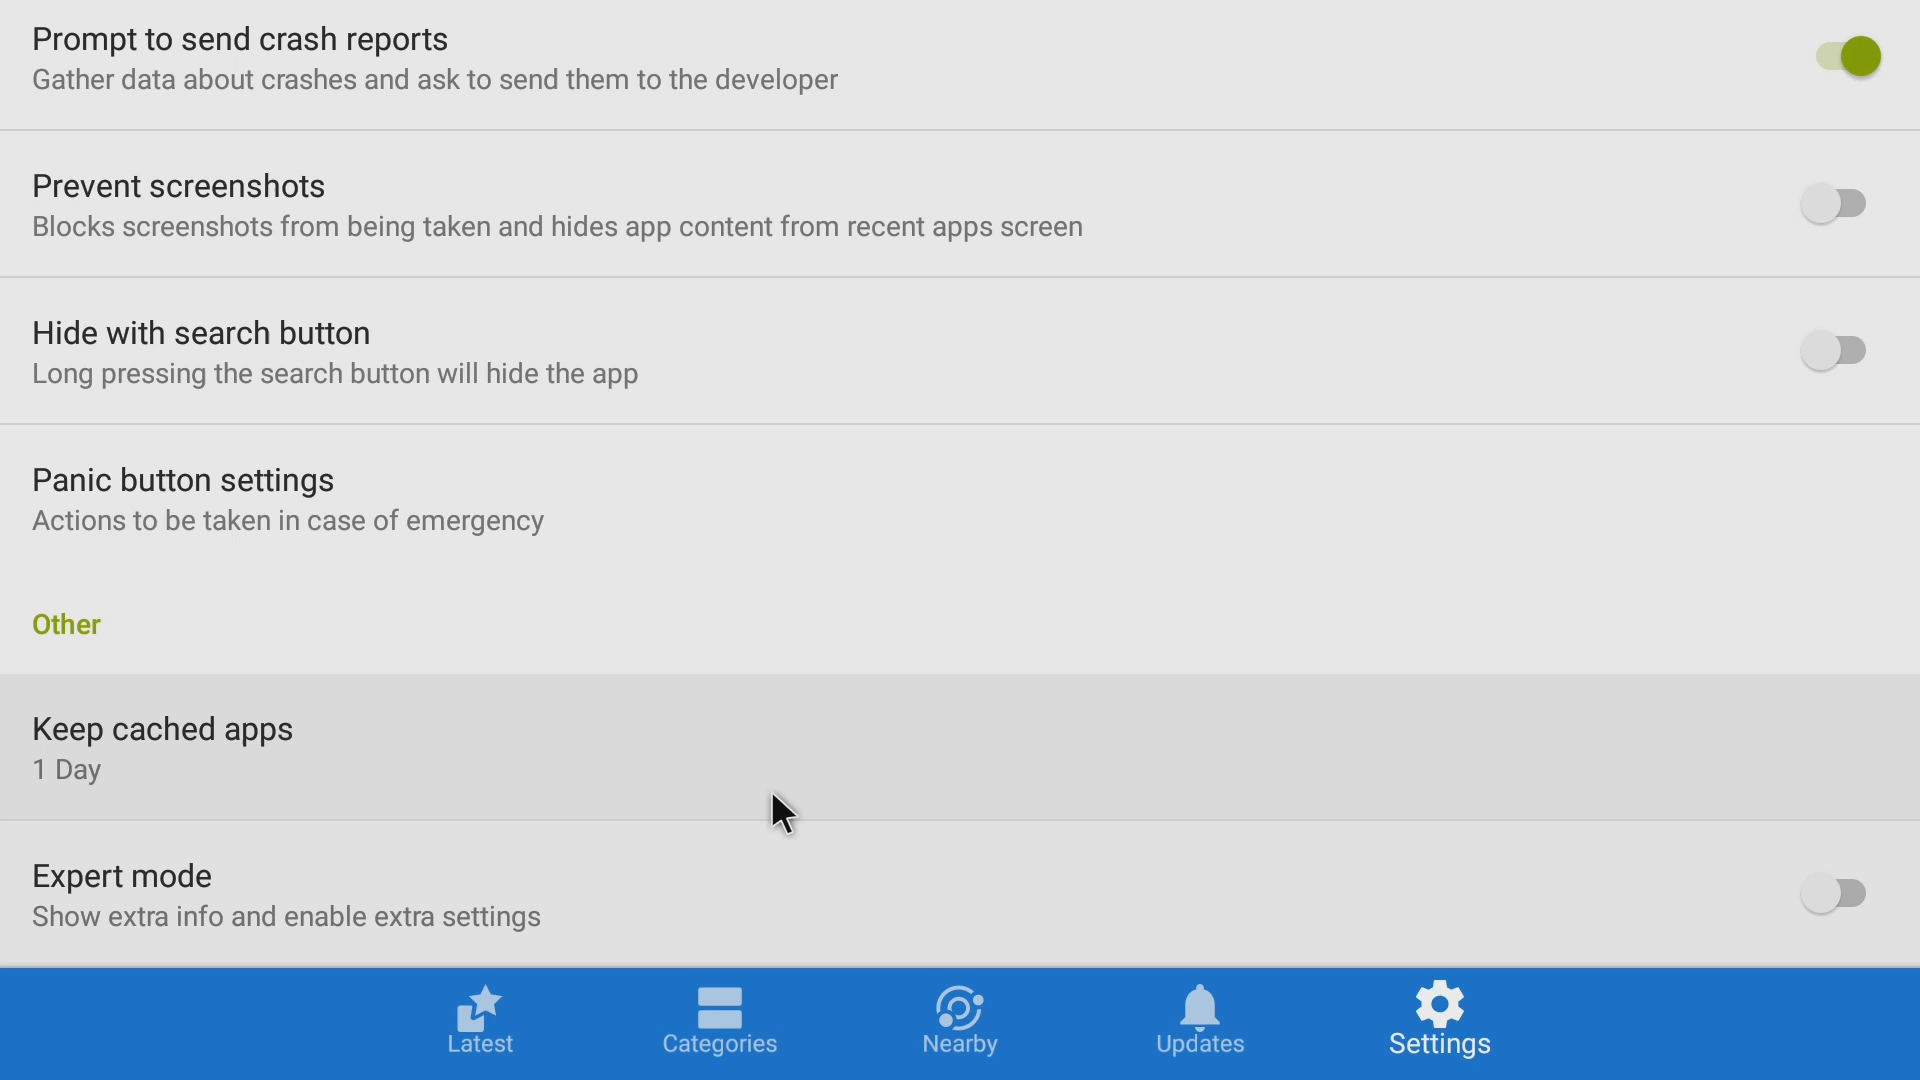 Prompt to send crash reports
Gather data about crashes and ask to send them to the developer
Prevent screenshots
Blocks screenshots from being taken and hides app content from recent apps screen
Hide with search button
Long pressing the search button will hide the app
Panic button settings
Actions to be taken in case of emergency
Other
Keep cached apps
1 Day
Expert mode
Show extra info and enable extra settings
Latest
Categories
Nearby
Updates
Settings